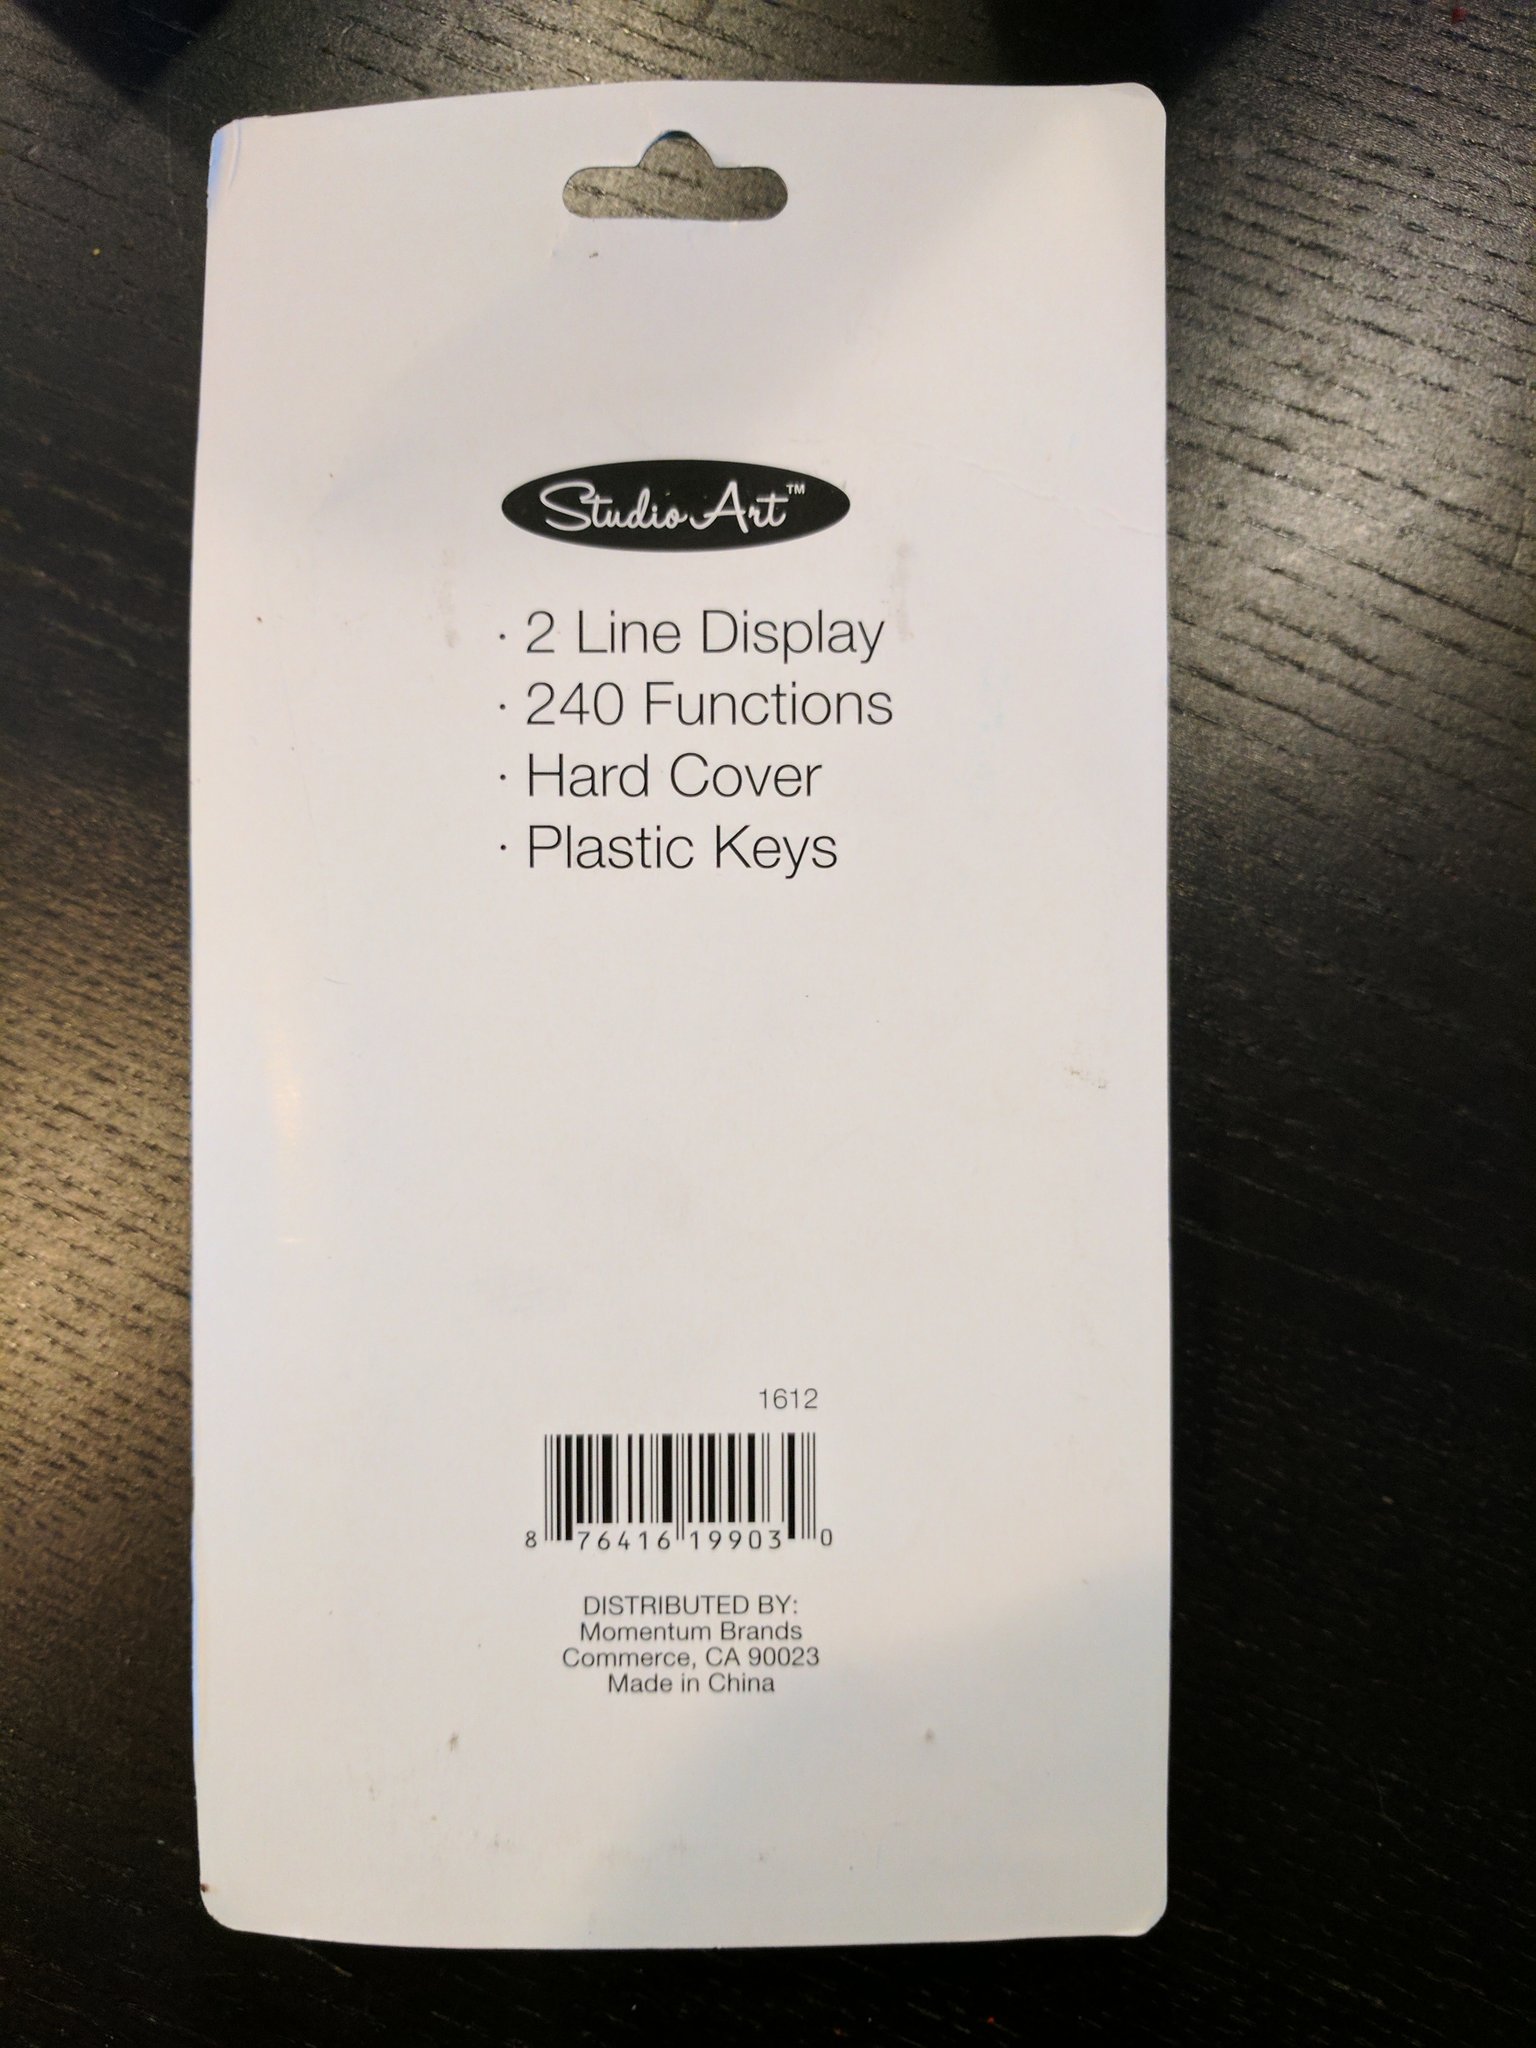 Studio Art™
· 2 Line Display
· 240 Functions
· Hard Cover
· Plastic Keys
1612
8 76416 19903 0
DISTRIBUTED BY:
Momentum Brands
Commerce, CA 90023
Made in China